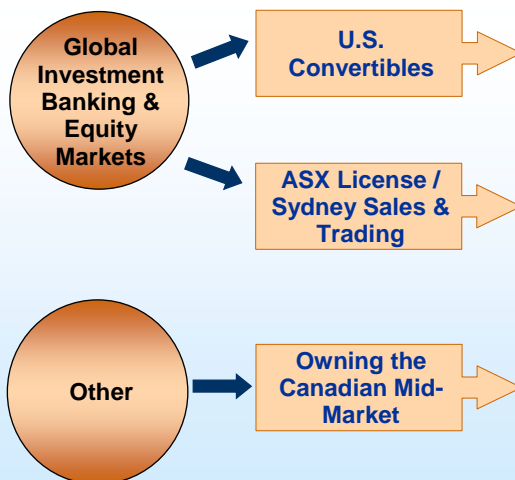 Global
Investment
Banking &
Equity
Markets
U.S.
Convertibles
ASX License /
Sydney Sales &
Trading
Other
Owning the
Canadian Mid-
Market